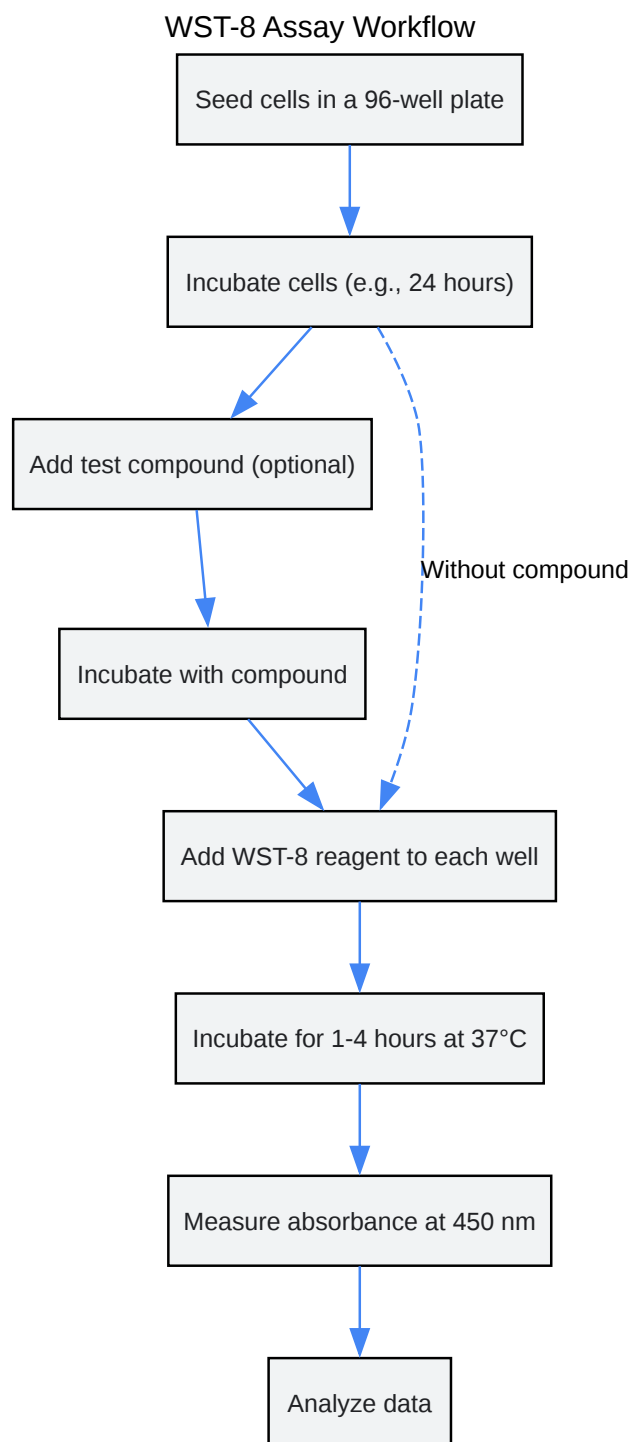 WST-8 Assay Workflow
Seed cells in a 96-well plate
Incubate cells (e.g., 24 hours)
Add test compound (optional)
Without compound
Incubate with compound
Add WST-8 reagent to each well
Incubate for 1-4 hours at 37°C
Measure absorbance at 450 nm
Analyze data